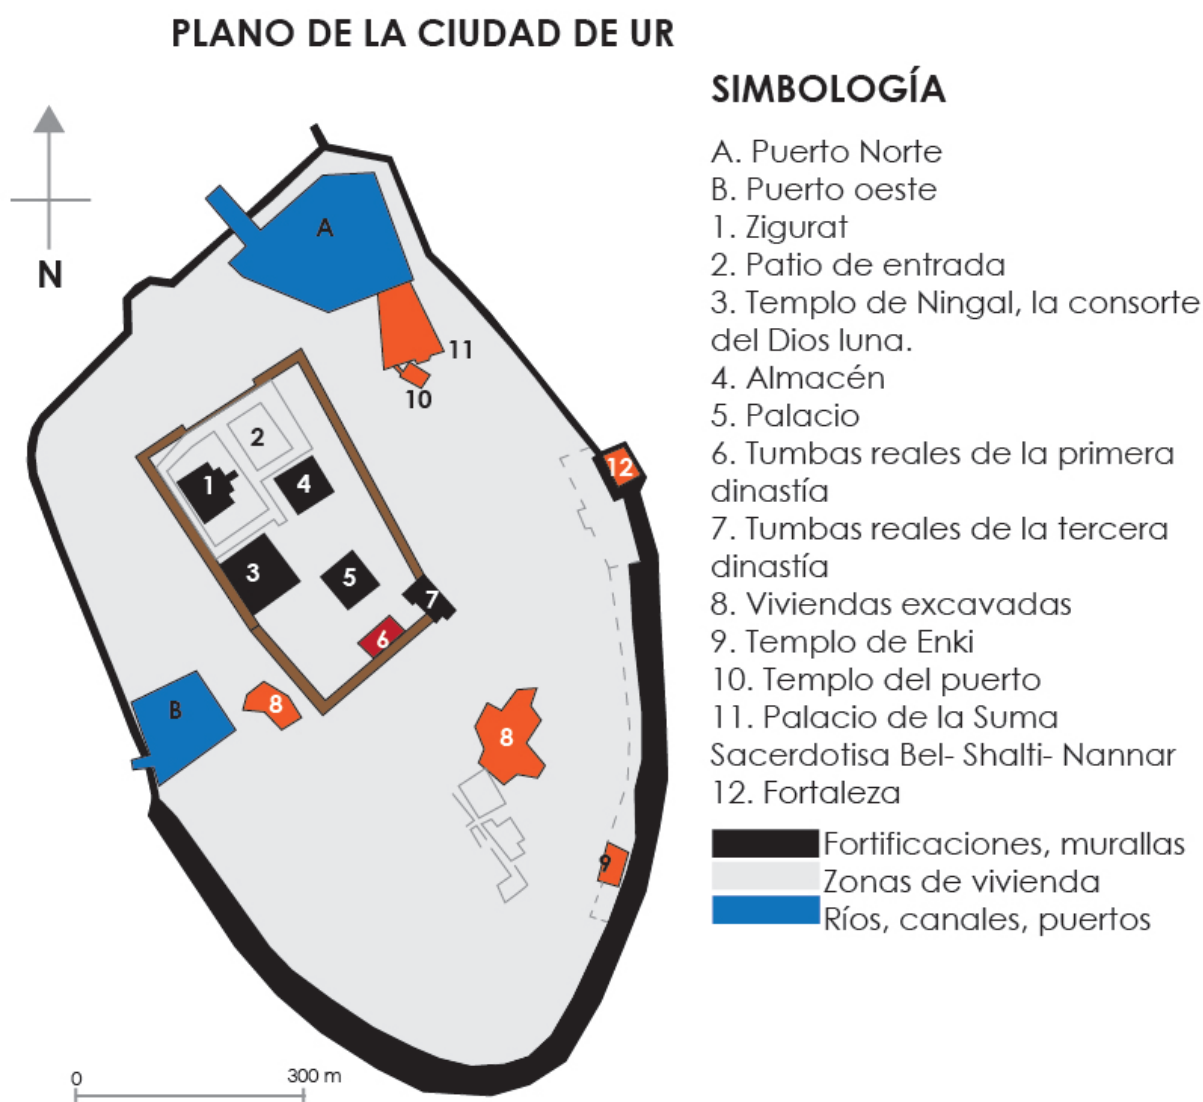 PLANO DE LA CIUDAD DE UR
SIMBOLOGÍA
A. Puerto Norte
B. Puerto oeste
1. Zigurat
2. Patio de entrada
3. Templo de Ningal, la consorte
del Dios luna.
4. Almacén
5. Palacio
6. Tumbas reales de la primera
dinastía
7. Tumbas reales de la tercera
dinastía
8. Viviendas excavadas
9. Templo de Enki
10. Templo del puerto
11. Palacio de la Suma
Sacerdotisa Bel- Shalti- Nannar
12. Fortaleza
Fortificaciones, murallas
Zonas de vivienda
Ríos, canales, puertos
N
A
11
10
2
12
1
4
3
5
7
6
B
8
8
9
0
300 m